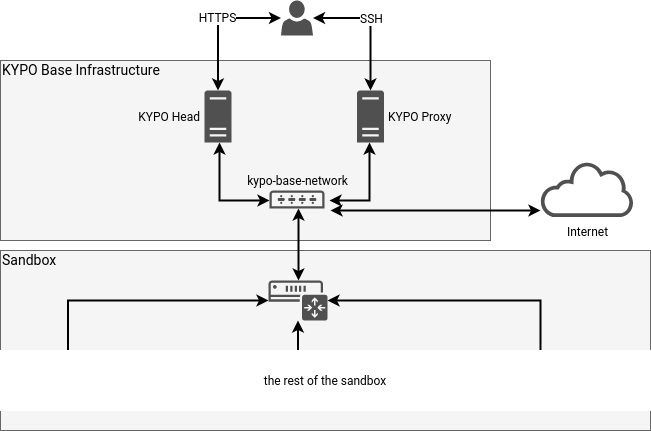 HTTPS
SSH
KYPO Base Infrastructure
KYPO Head
KYPO Proxy
kypo-base-network
Internet
Sandbox
the rest of the sandbox